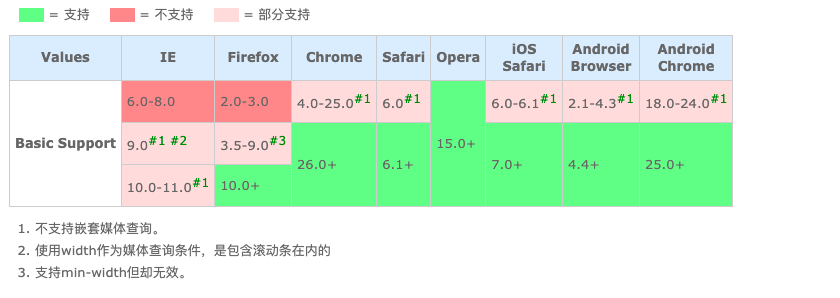 = 支持 = 不支持 = 部分支持
Values IE Firefox Chrome Safari Opera iOS Safari Android Browser Android Chrome
Basic Support 6.0-8.0 2.0-3.0 4.0-25.0#1 6.0#1 15.0+ 6.0-6.1#1 2.1-4.3#1 18.0-24.0#1
9.0#1 #2 3.5-9.0#3 26.0+ 6.1+ 7.0+ 4.4+ 25.0+
10.0-11.0#1 10.0+
1. 不支持嵌套媒体查询。
2. 使用width作为媒体查询条件，是包含滚动条在内的
3. 支持min-width但却无效。